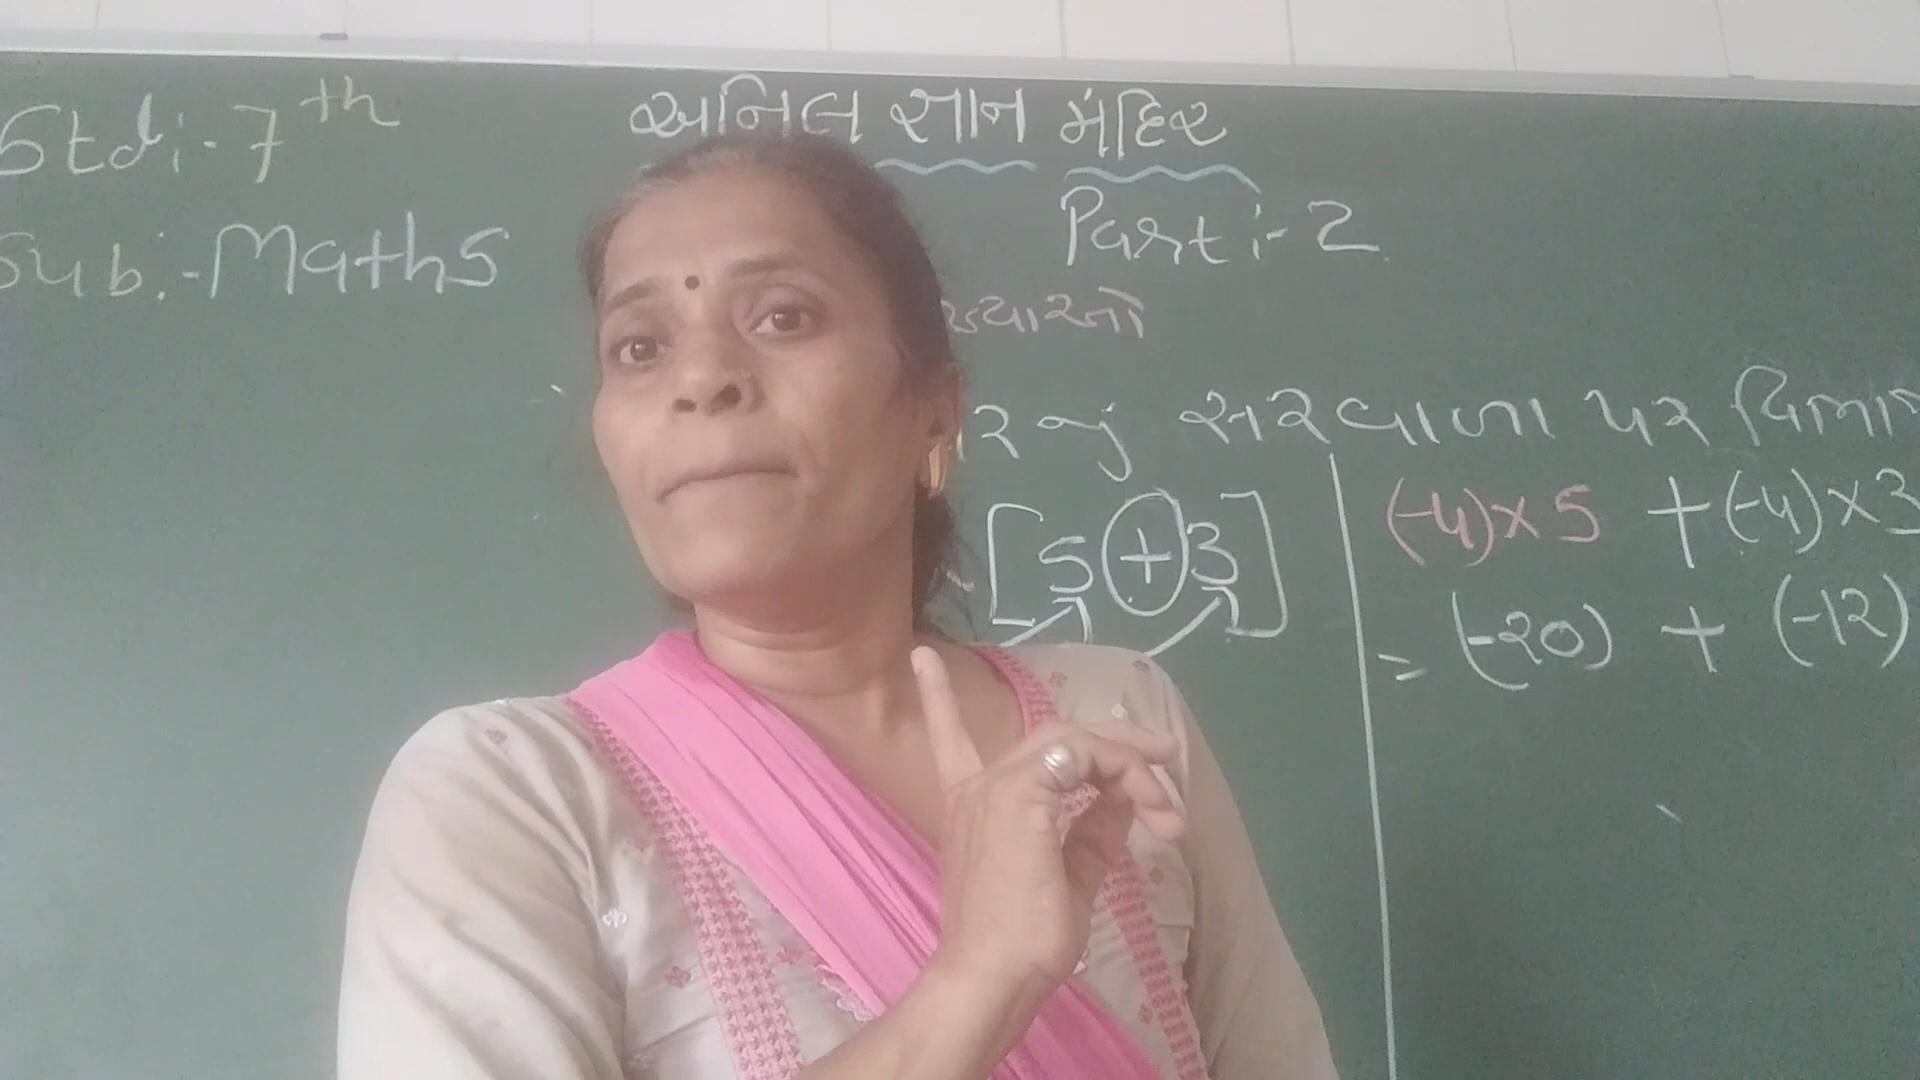 Std :- 7th
અનિલ જ્ઞાન મંદિર
Sub :- Maths
Part :- 2
નું સરવાળા પર
[5 + 3]
(-4) × 5 + (-4) × 3
= (-20) + (-12)